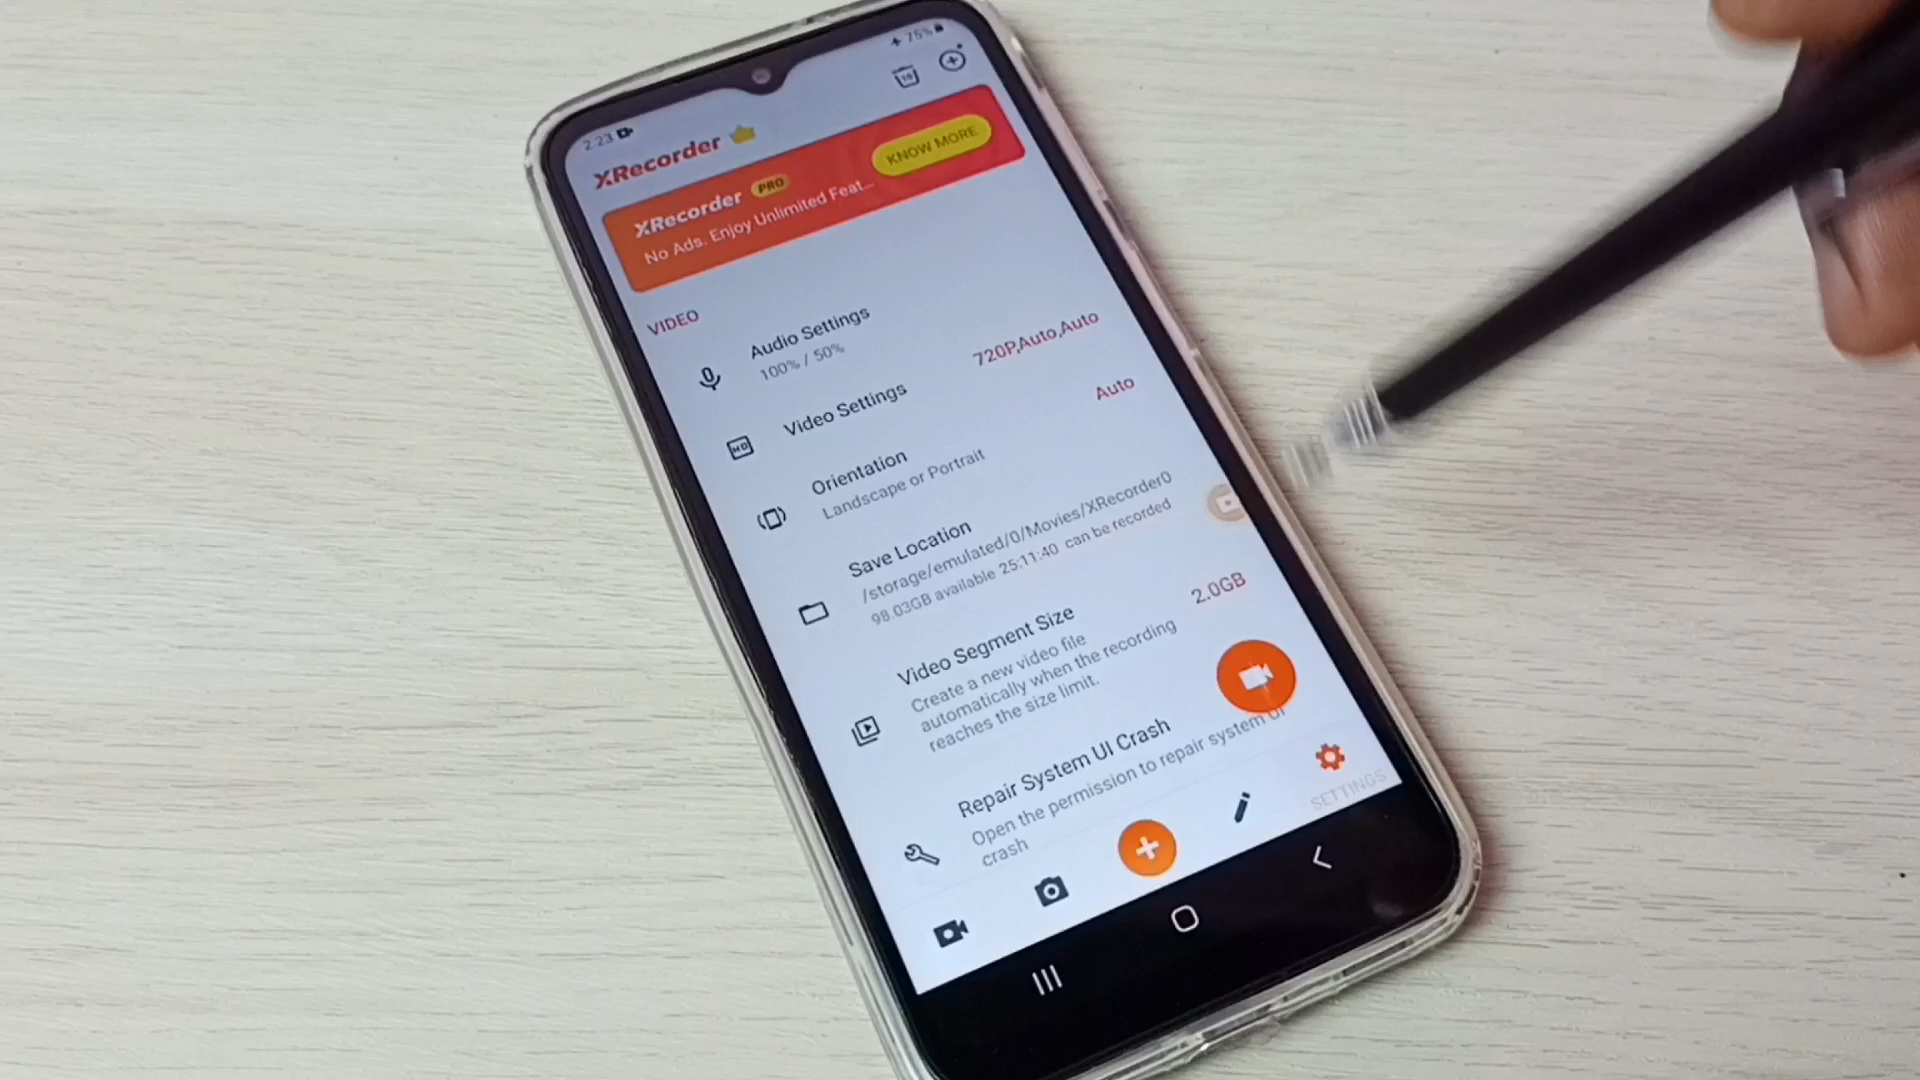 2:23
75%
XRecorder
XRecorder PRO
No Ads. Enjoy Unlimited Feat...
KNOW MORE
VIDEO
Audio Settings
100% / 50%
Video Settings
720P,Auto,Auto
Orientation
Landscape or Portrait
Auto
Save Location
/storage/emulated/0/Movies/XRecorder0
98.03GB available 25:11:40 can be recorded
Video Segment Size
Create a new video file
automatically when the recording
reaches the size limit.
2.0GB
Repair System UI Crash
Open the permission to repair system UI
crash
SETTINGS